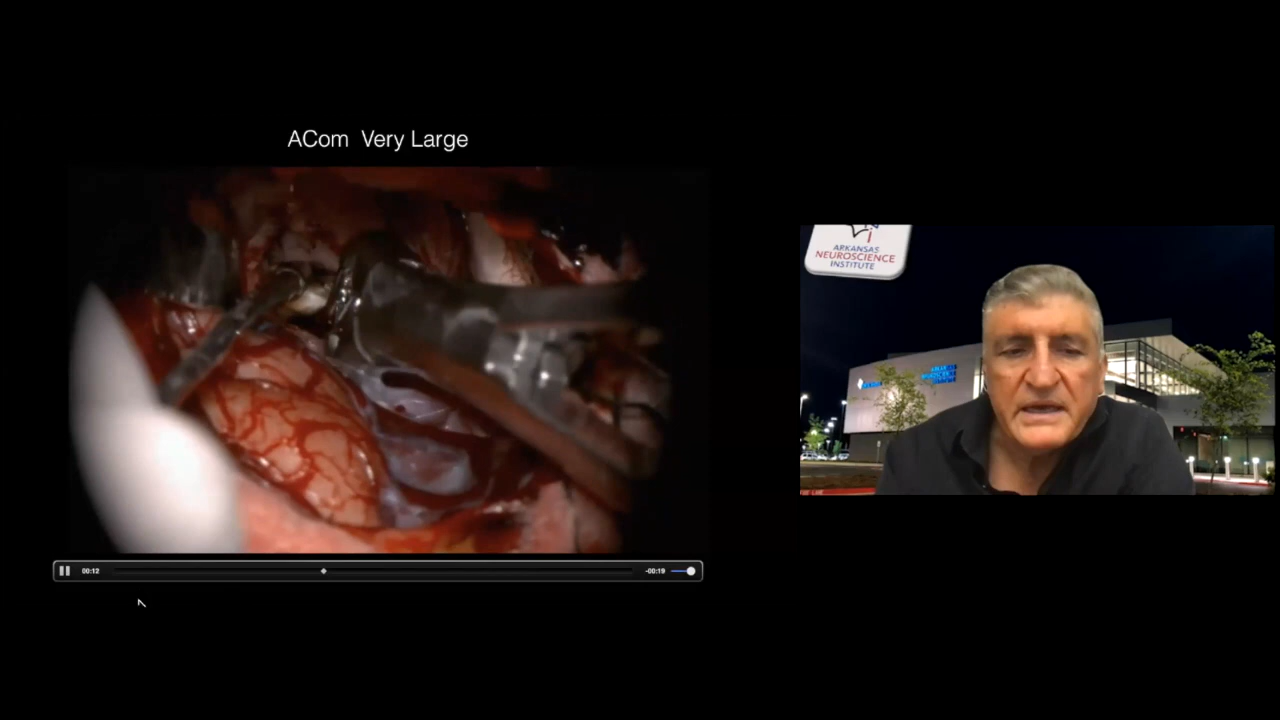 ACom Very Large
ARKANSAS
NEUROSCIENCE
INSTITUTE
00:12
-00:19